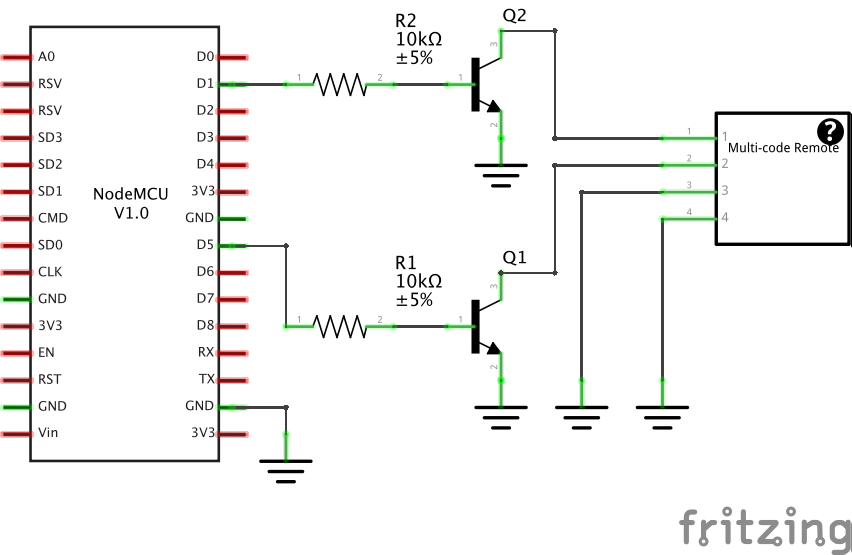 R2
10kΩ
±5%
Q2
A0
RSV
RSV
SD3
SD2
SD1
CMD
SD0
CLK
GND
3V3
EN
RST
GND
Vin
NodeMCU
V1.0
D0
D1
D2
D3
D4
3V3
GND
D5
D6
D7
D8
RX
TX
GND
3V3
1
2
1
3
2
R1
10kΩ
±5%
Q1
1
2
1
3
2
?
Multi-code Remote
1
2
3
4
1
2
3
4
fritzing